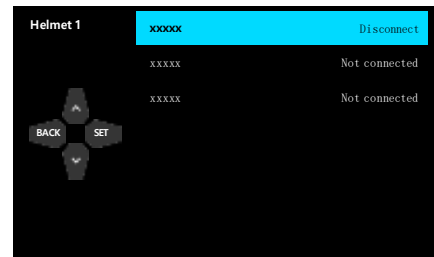 Helmet 1
xxxxx Disconnect
xxxxx Not connected
xxxxx Not connected
BACK SET